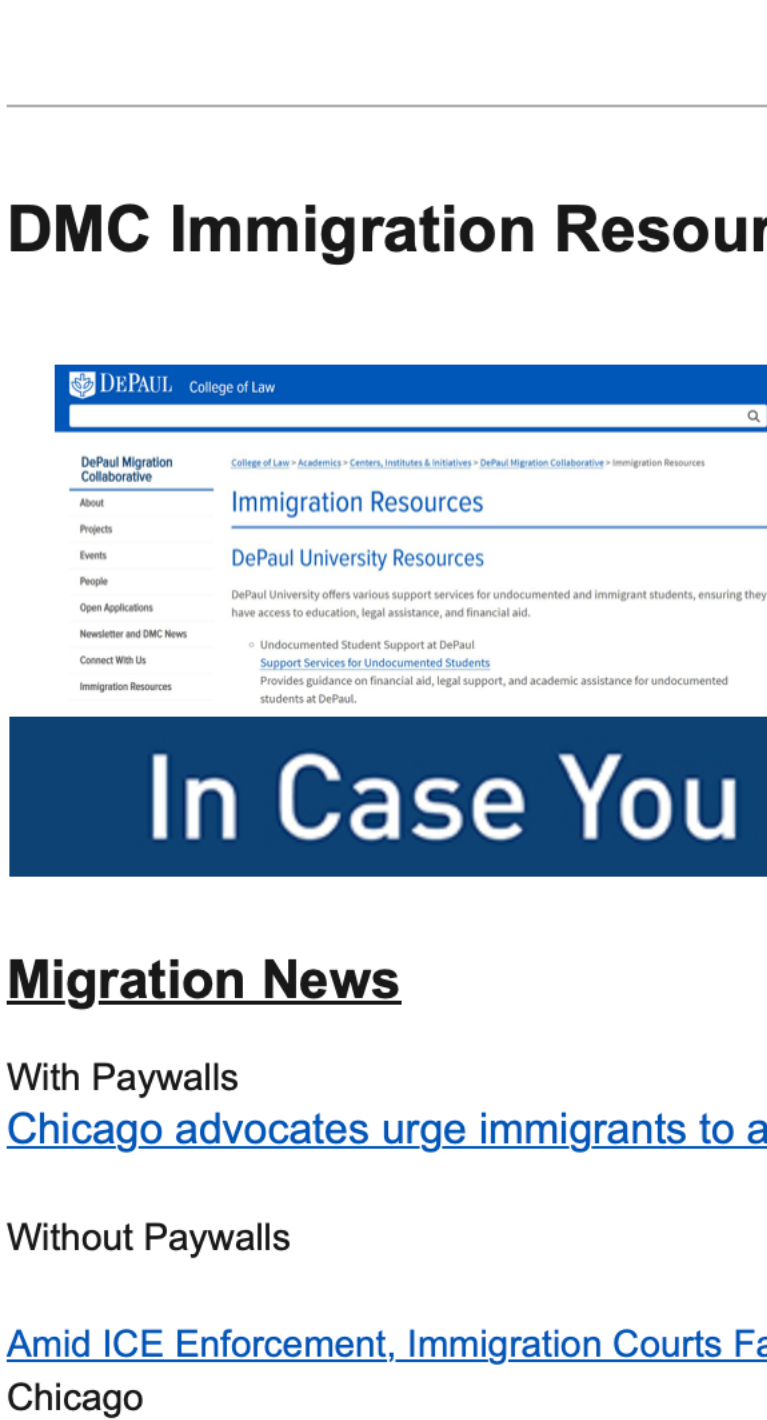 DMC Immigration Resour
DEPAUL College of Law
DePaul Migration Collaborative
College of Law > Academics > Centers, Institutes & Initiatives > DePaul Migration Collaborative > Immigration Resources
About
Projects
Events
People
Open Applications
Newsletter and DMC News
Connect With Us
Immigration Resources
Immigration Resources
DePaul University Resources
DePaul University offers various support services for undocumented and immigrant students, ensuring they
have access to education, legal assistance, and financial aid.
Undocumented Student Support at DePaul
Support Services for Undocumented Students
Provides guidance on financial aid, legal support, and academic assistance for undocumented
students at DePaul.
In Case You
Migration News
With Paywalls
Chicago advocates urge immigrants to a
Without Paywalls
Amid ICE Enforcement, Immigration Courts Fa
Chicago